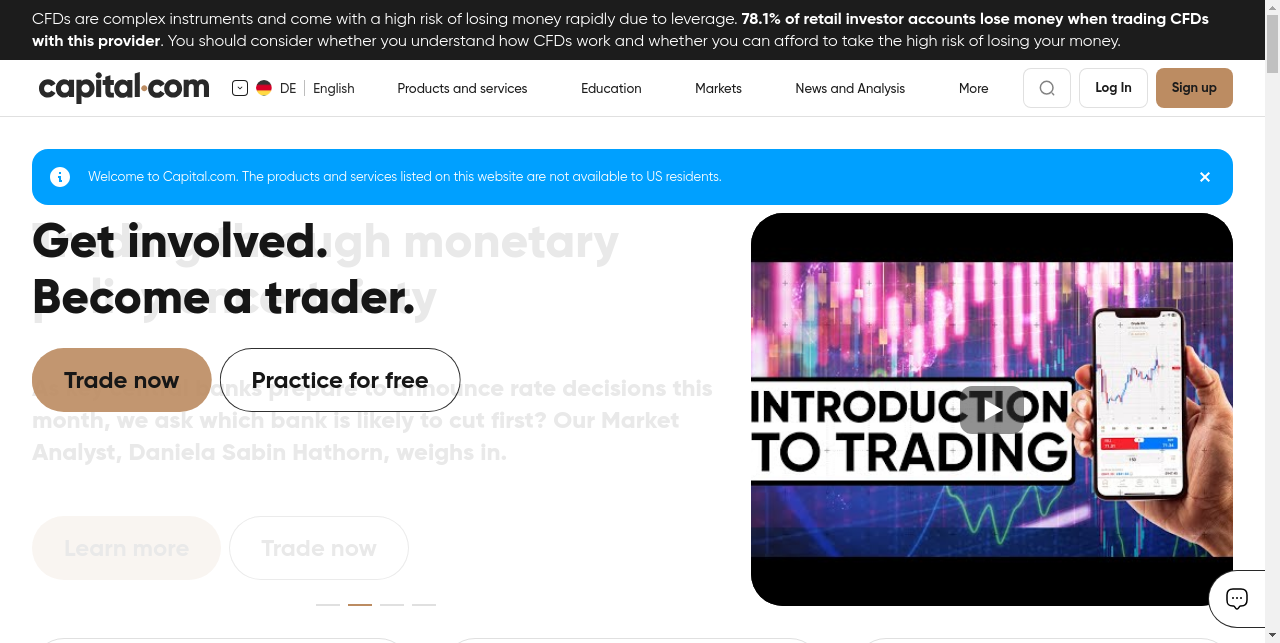 CFDs are complex instruments and come with a high risk of losing money rapidly due to leverage. 78.1% of retail investor accounts lose money when trading CFDs
with this provider. You should consider whether you understand how CFDs work and whether you can afford to take the high risk of losing your money.
capital.com DE English Products and services Education Markets News and Analysis More Log In Sign up
Welcome to Capital.com. The products and services listed on this website are not available to US residents.
Get involved.
Become a trader.
Trade now Practice for free
monetary
banks prepare to announce rate decisions this
month, we ask which bank is likely to cut first? Our Market
Analyst, Daniela Sabin Hathorn, weighs in.
Learn more Trade now
INTRODUCTION
TO TRADING